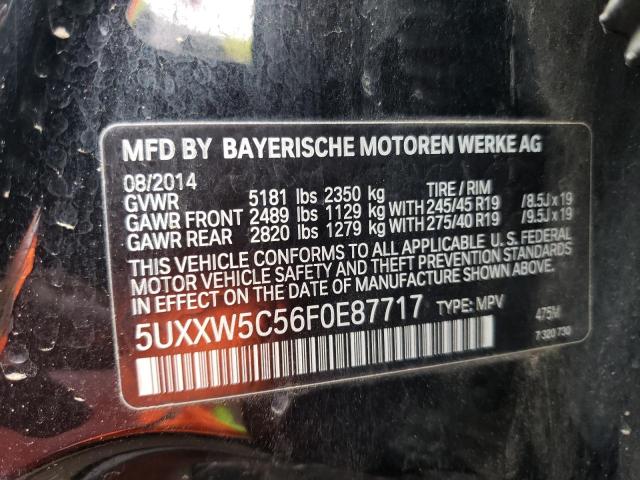 MFD BY BAYERISCHE MOTOREN WERKE AG
08/2014 TIRE / RIM
GVWR 5181 lbs 2350 kg
GAWR FRONT 2489 lbs 1129 kg WITH 245/45 R19 /8.5J x 19
GAWR REAR 2820 lbs 1279 kg WITH 275/40 R19 /9.5J x 19
THIS VEHICLE CONFORMS TO ALL APPLICABLE U. S. FEDERAL
MOTOR VEHICLE SAFETY AND THEFT PREVENTION STANDARDS
IN EFFECT ON THE DATE OF MANUFACTURE SHOWN ABOVE.
5UXXW5C56F0E87717 TYPE: MPV 475M
7 320 730